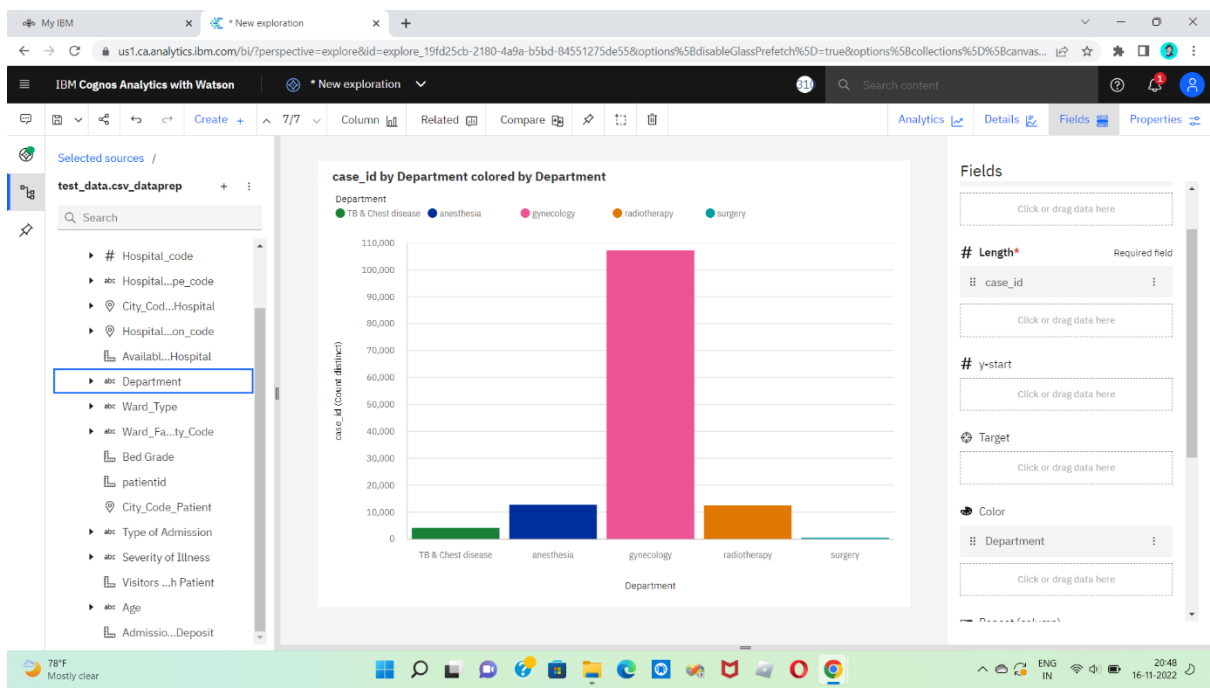 My IBM
* New exploration
us1.ca.analytics.ibm.com/bi/?perspective=explore&id=explore_19fd25cb-2180-4a9a-b5bd-84551275de55&options%5BdisableGlassPrefetch%5D=true&options%5Bcollections%5D%5Bcanvas...
IBM Cognos Analytics with Watson
* New exploration
Search content
Create +
7/7
Column
Related
Compare
Analytics
Details
Fields
Properties
Selected sources /
test_data.csv_dataprep
Search
# Hospital_code
abc Hospital...pe_code
City_Cod...Hospital
Hospital...on_code
Availabl...Hospital
abc Department
abc Ward_Type
abc Ward_Fa...ty_Code
Bed Grade
patientid
City_Code_Patient
abc Type of Admission
abc Severity of Illness
Visitors ...h Patient
abc Age
Admissio...Deposit
case_id by Department colored by Department
Department
TB & Chest disease anesthesia gynecology radiotherapy surgery
110,000
100,000
90,000
80,000
70,000
60,000
50,000
40,000
30,000
20,000
10,000
0
case_id (Count distinct)
TB & Chest disease anesthesia gynecology radiotherapy surgery
Department
Fields
Click or drag data here
# Length* Required field
case_id
Click or drag data here
# y-start
Click or drag data here
Target
Click or drag data here
Color
Department
Click or drag data here
78°F
Mostly clear
ENG
IN
20:48
16-11-2022